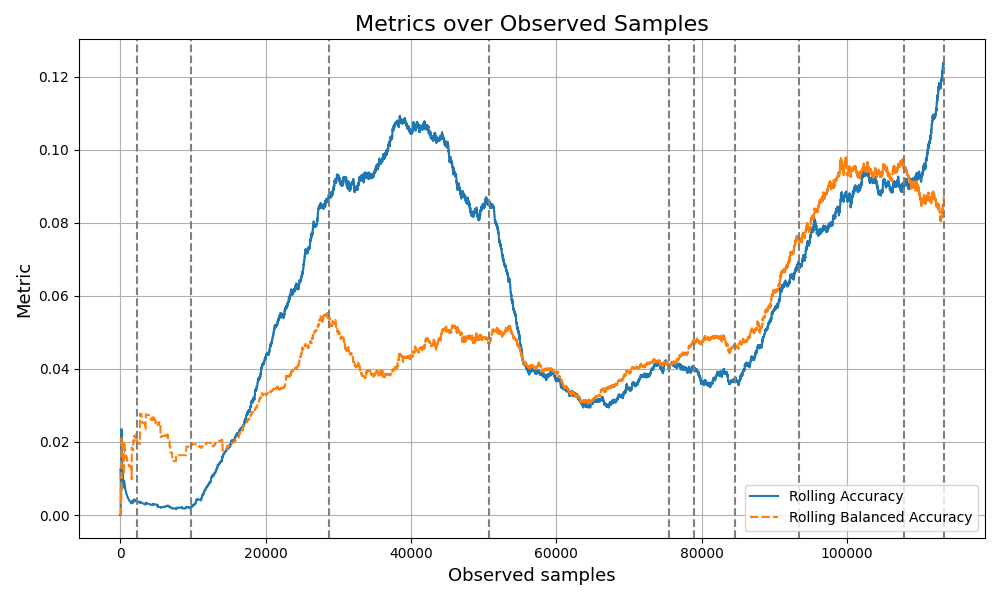 Metrics over Observed Samples
Metric
0.12
0.10
0.08
0.06
0.04
0.02
0.00
0
20000
40000
60000
80000
100000
Observed samples
Rolling Accuracy
Rolling Balanced Accuracy